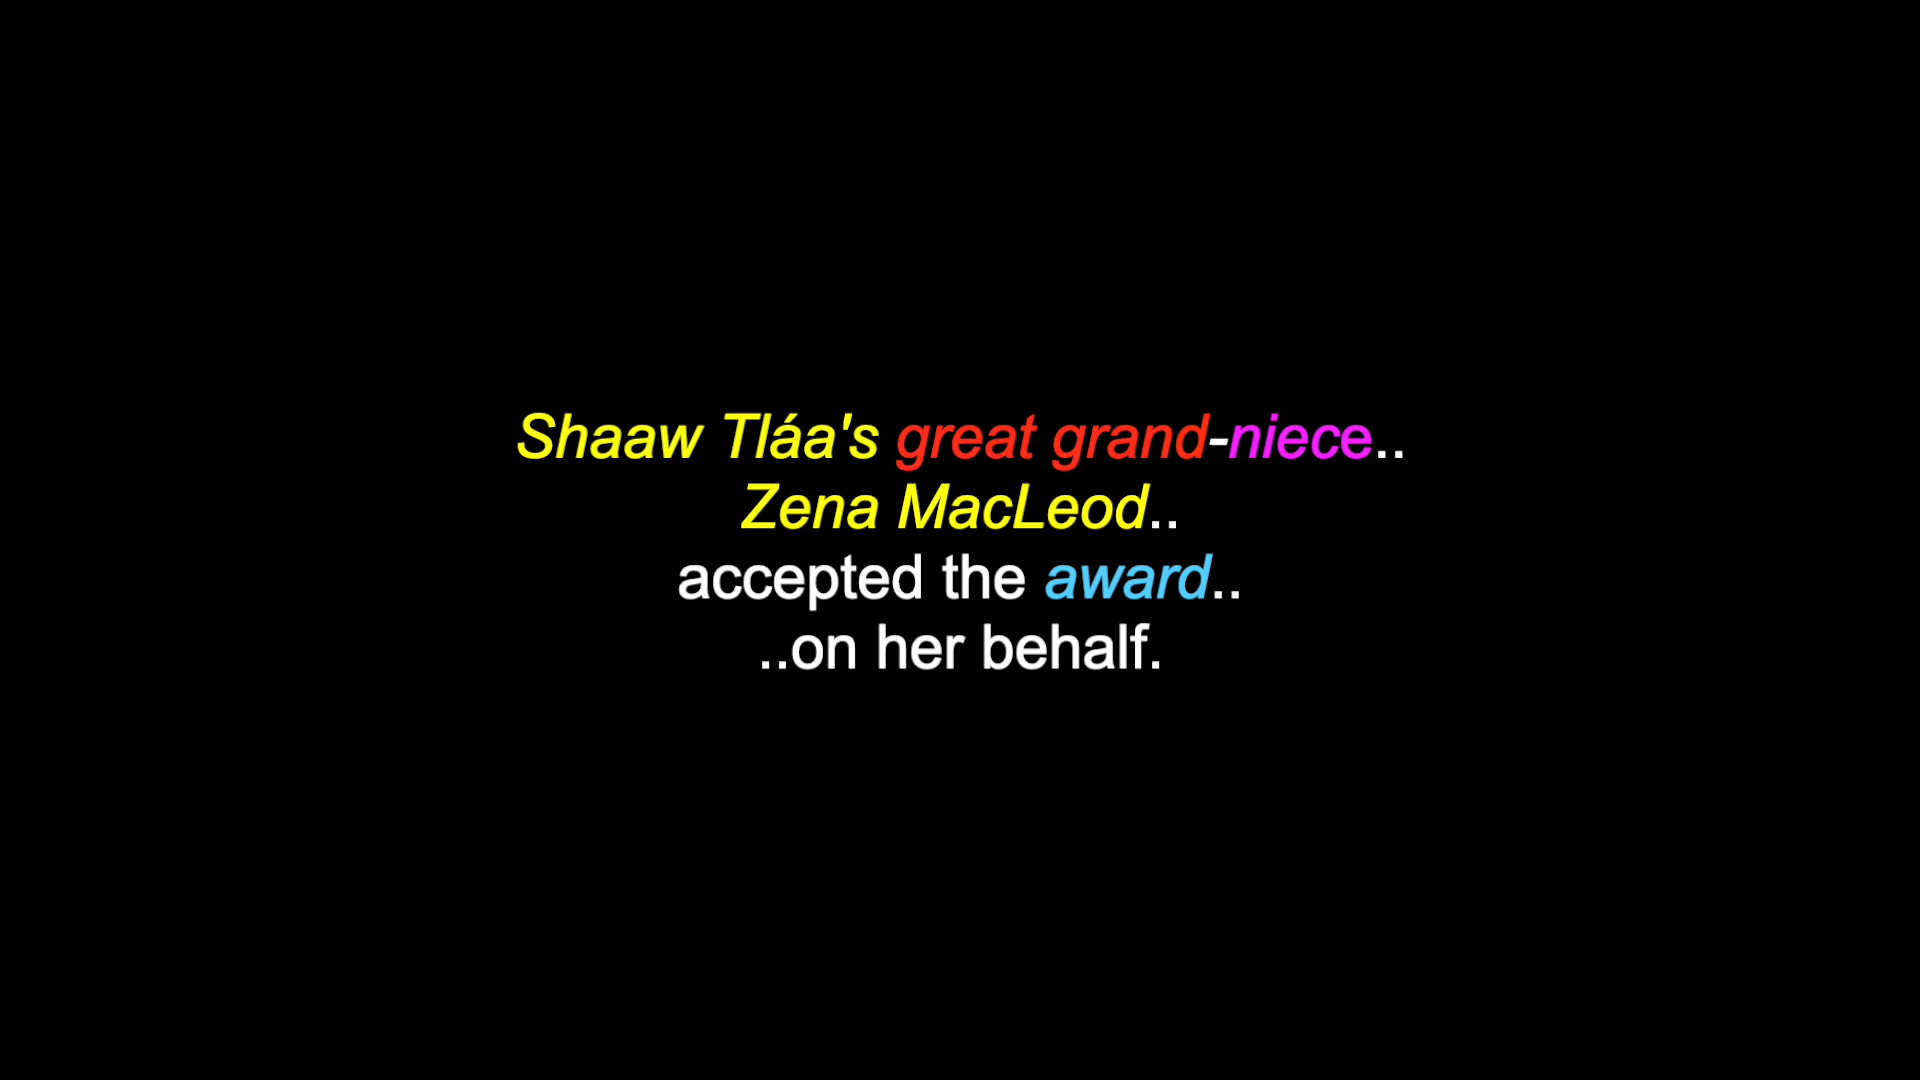 Shaaw Tláa's great grand-niece..
Zena MacLeod..
accepted the award..
..on her behalf.